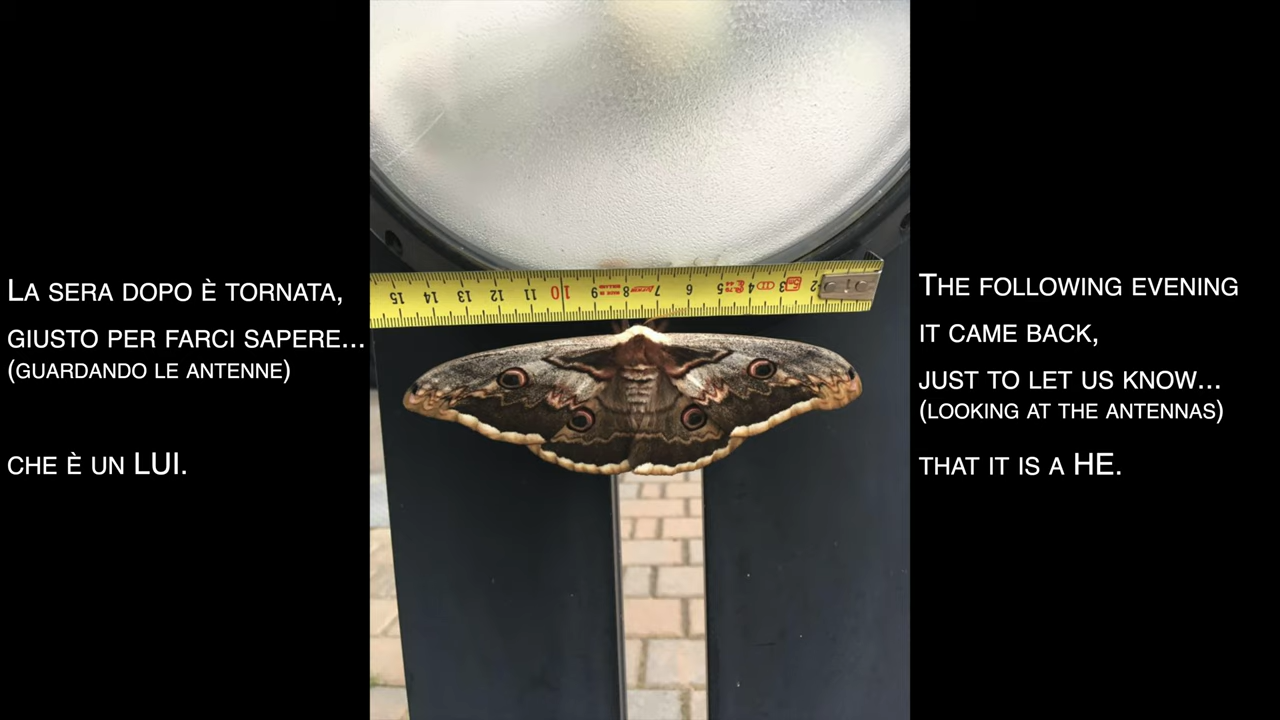 La sera dopo è tornata,
giusto per farci sapere...
(guardando le antenne)
che è un LUI.
15 14 13 12 11 10 9 8 7 6 5 4 3 2 1
The following evening
it came back,
just to let us know...
(looking at the antennas)
that it is a HE.